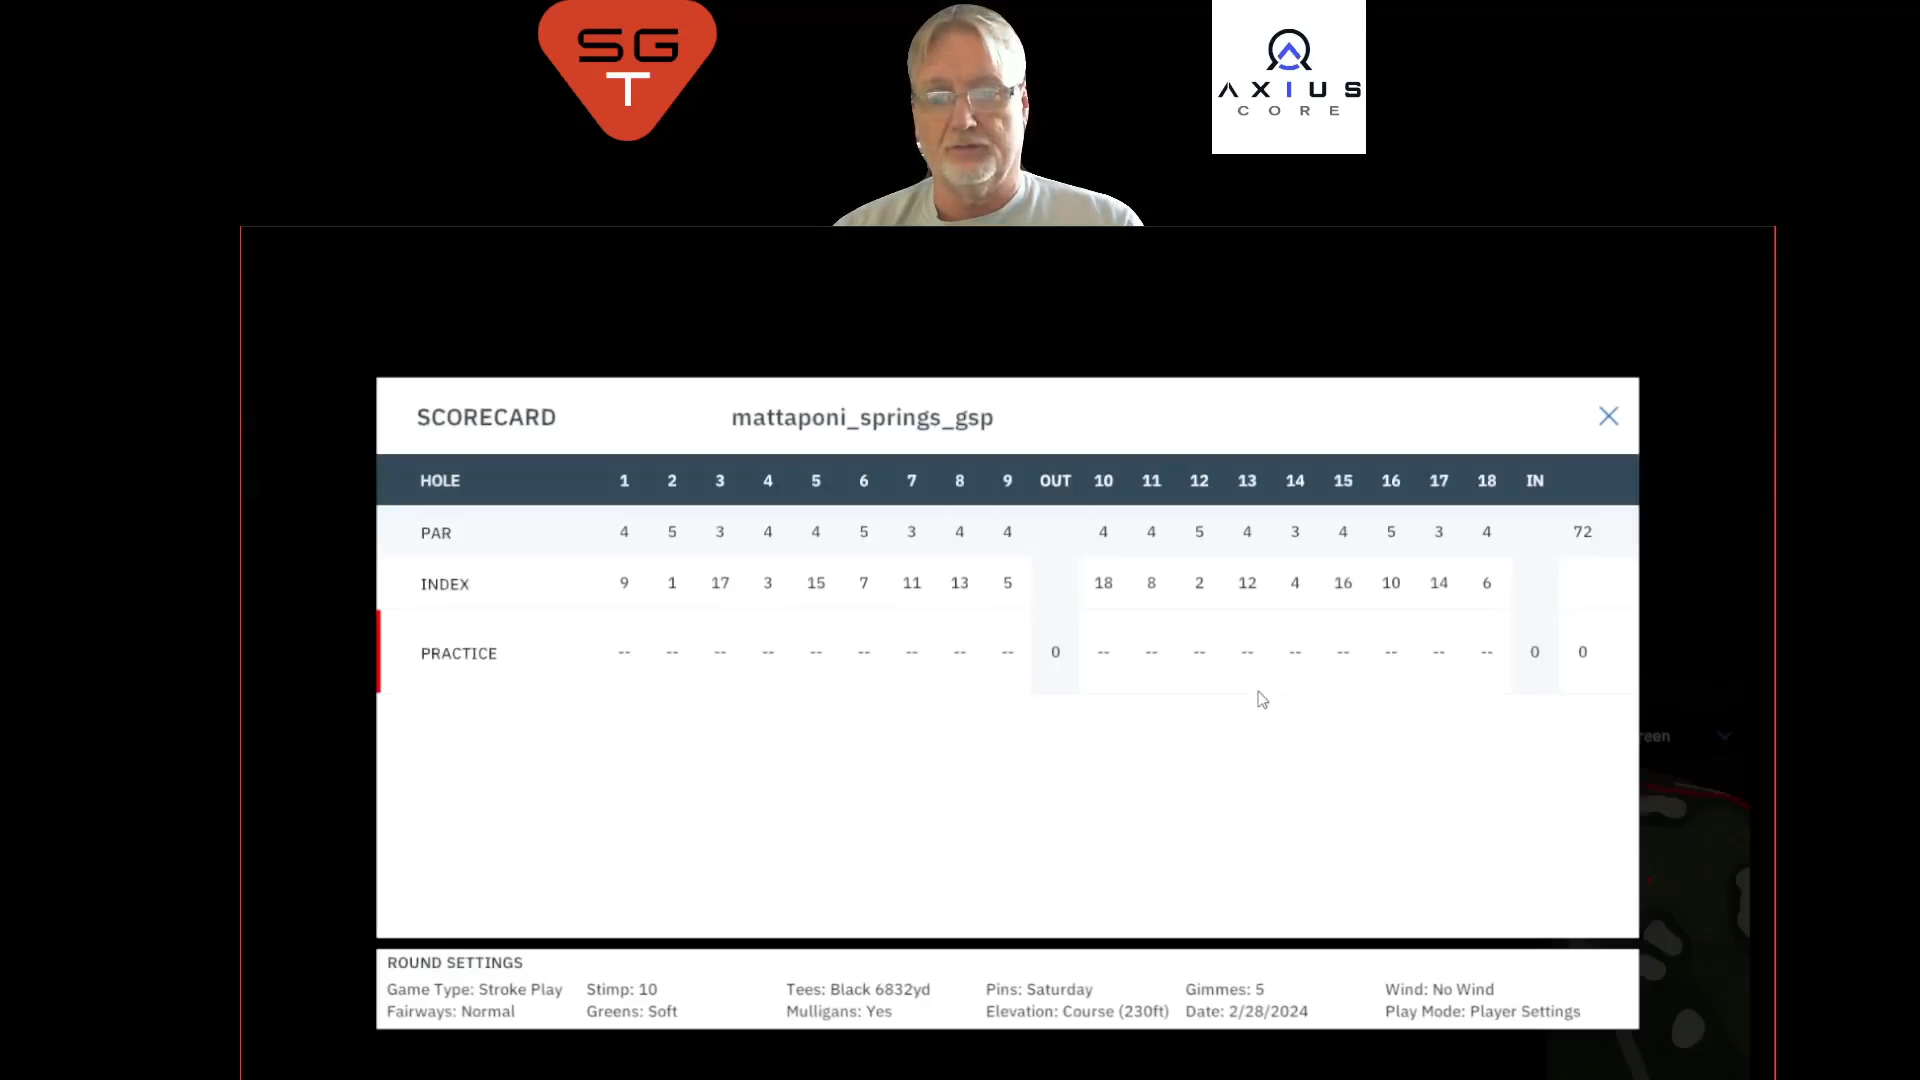 SG
T
AXIUS
CORE
SCORECARD mattaponi_springs_gsp
HOLE 1 2 3 4 5 6 7 8 9 OUT 10 11 12 13 14 15 16 17 18 IN
PAR 4 5 3 4 4 5 3 4 4 4 4 5 4 3 4 5 3 4 72
INDEX 9 1 17 3 15 7 11 13 5 18 8 2 12 4 16 10 14 6
PRACTICE -- -- -- -- -- -- -- -- -- 0 -- -- -- -- -- -- -- -- -- 0 0
reen
ROUND SETTINGS
Game Type: Stroke Play Stimp: 10 Tees: Black 6832yd Pins: Saturday Gimmes: 5 Wind: No Wind
Fairways: Normal Greens: Soft Mulligans: Yes Elevation: Course (230ft) Date: 2/28/2024 Play Mode: Player Settings